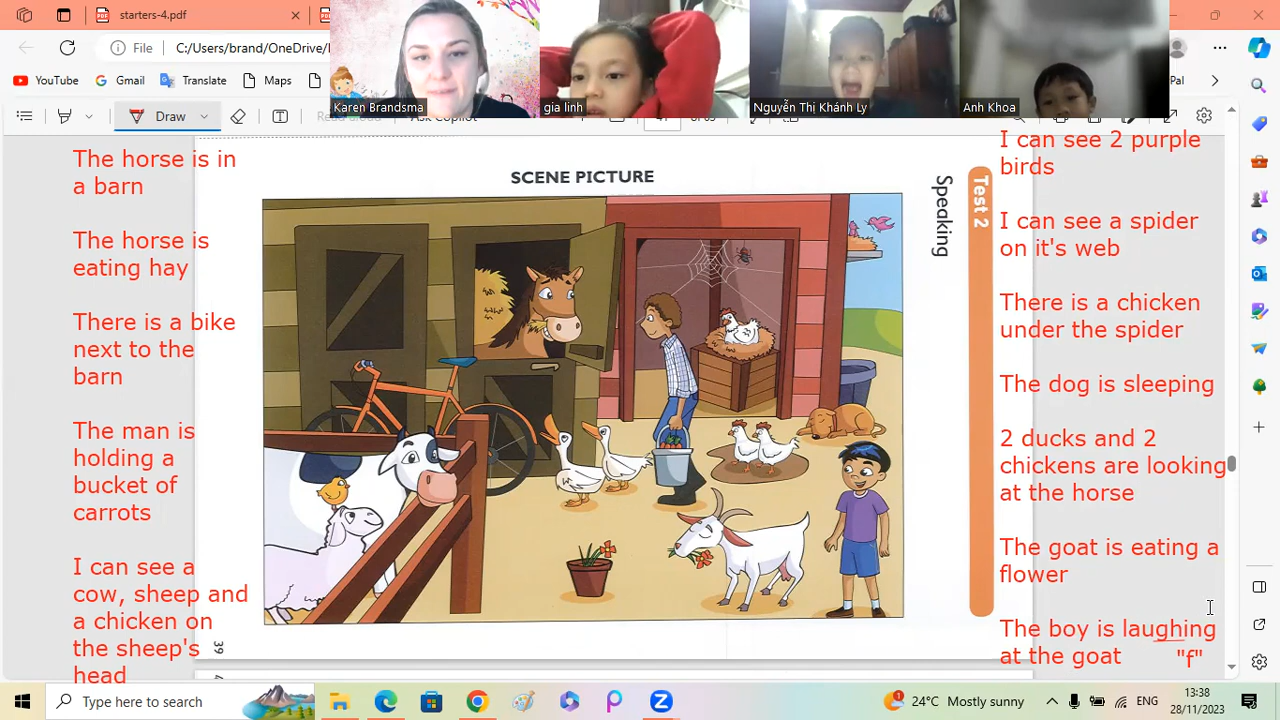 starters-4.pdf
starters-4.p
File
C:/Users/brand/OneDrive/
YouTube
Gmail
Translate
Maps
Pal
Draw
Karen Brandsma
gia linh
Nguyễn Thị Khánh Ly
Anh Khoa
The horse is in
a barn
The horse is
eating hay
There is a bike
next to the
barn
The man is
holding a
bucket of
carrots
I can see a
cow, sheep and
a chicken on
the sheep's
head
SCENE PICTURE
Test 2
Speaking
39
I can see 2 purple
birds
I can see a spider
on it's web
There is a chicken
under the spider
The dog is sleeping
2 ducks and 2
chickens are looking
at the horse
The goat is eating a
flower
The boy is laughing
at the goat
"f"
Type here to search
24°C Mostly sunny
ENG
13:38
28/11/2023
1